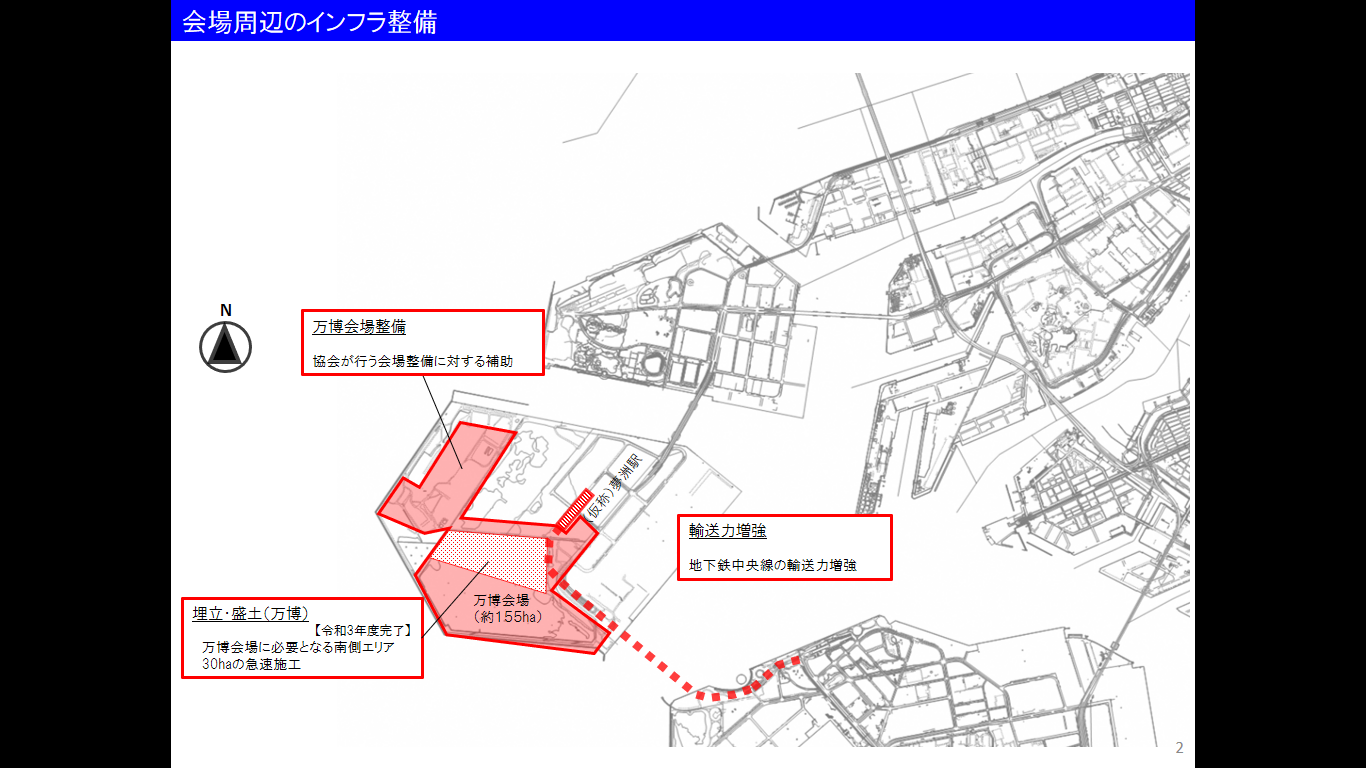 会場周辺のインフラ整備
N
万博会場整備
協会が行う会場整備に対する補助
（仮称）夢洲駅
輸送力増強
地下鉄中央線の輸送力増強
万博会場
（約155ha）
埋立・盛土（万博）
【令和3年度完了】
万博会場に必要となる南側エリア
30haの急速施工
2